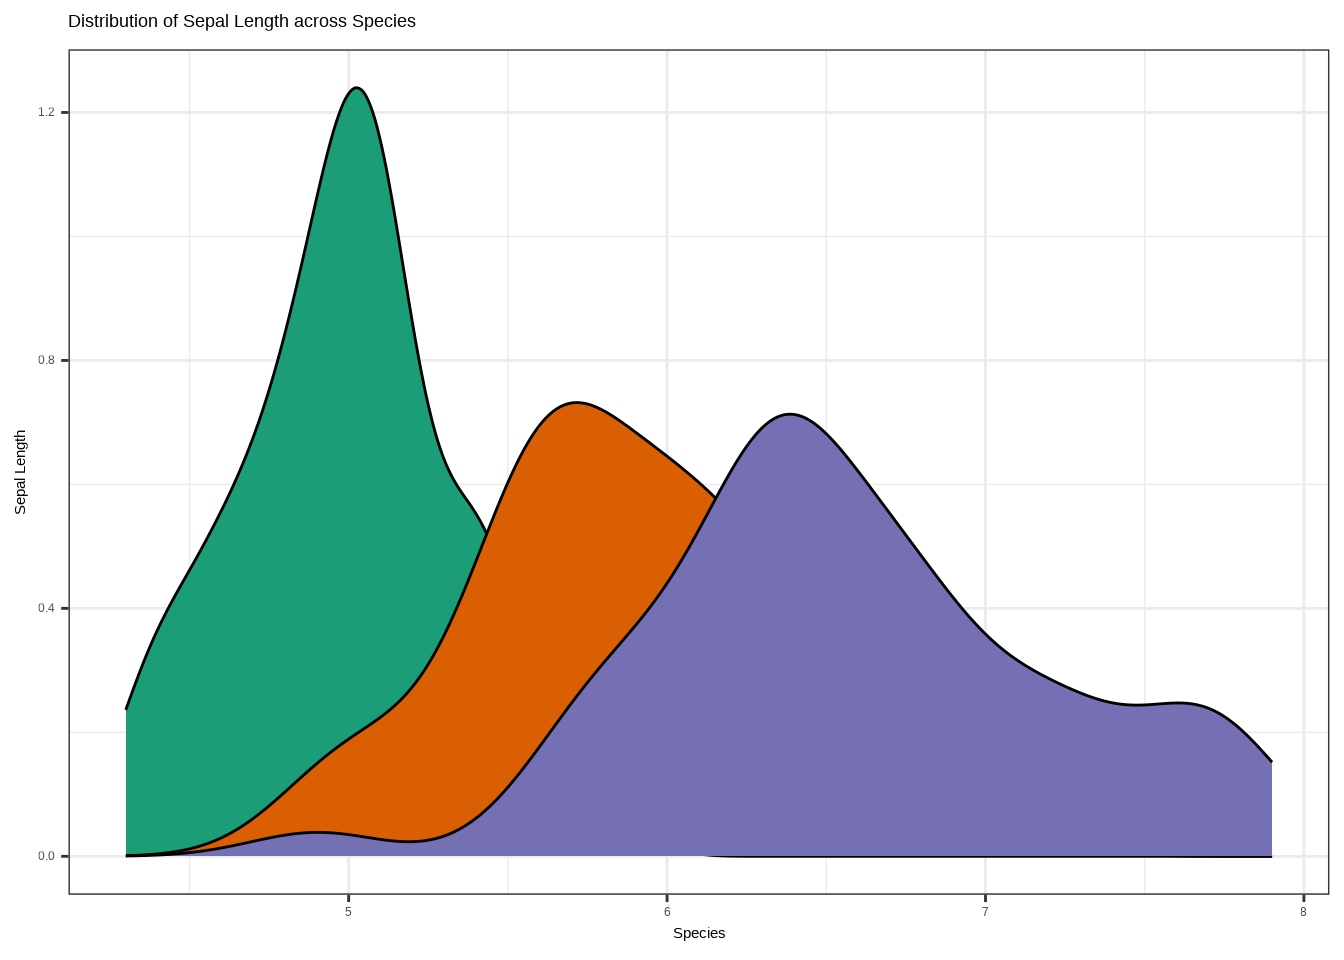 Distribution of Sepal Length across Species
1.2
0.8
0.4
0.0
Sepal Length
5 6 7 8
Species